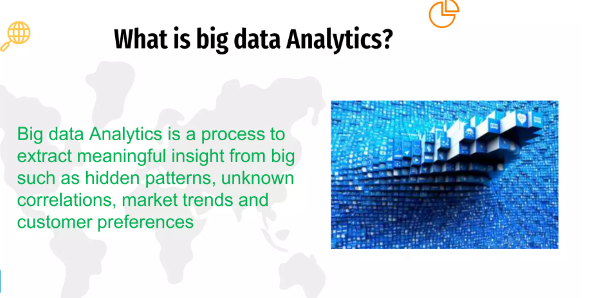 What is big data Analytics?
Big data Analytics is a process to
extract meaningful insight from big
such as hidden patterns, unknown
correlations, market trends and
customer preferences